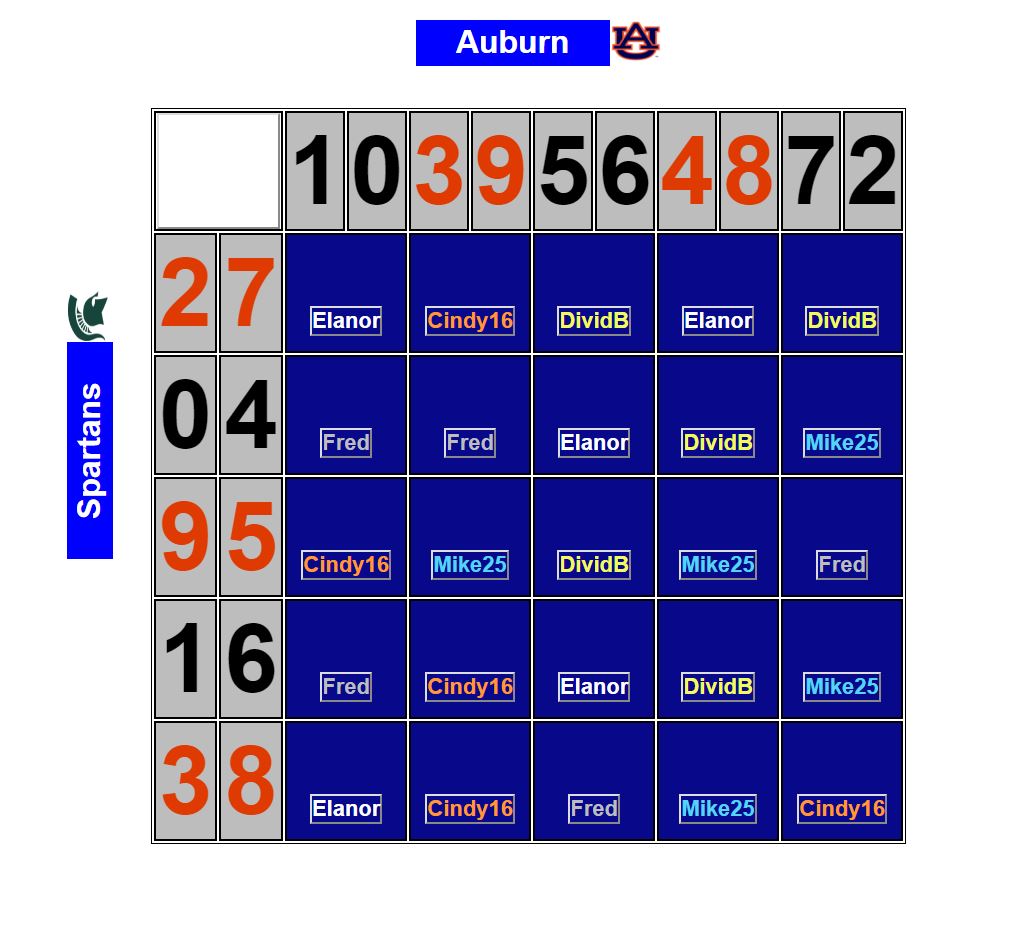 Auburn
1 0 3 9 5 6 4 8 7 2
Spartans
2 7 Elanor Cindy16 DividB Elanor DividB
0 4 Fred Fred Elanor DividB Mike25
9 5 Cindy16 Mike25 DividB Mike25 Fred
1 6 Fred Cindy16 Elanor DividB Mike25
3 8 Elanor Cindy16 Fred Mike25 Cindy16